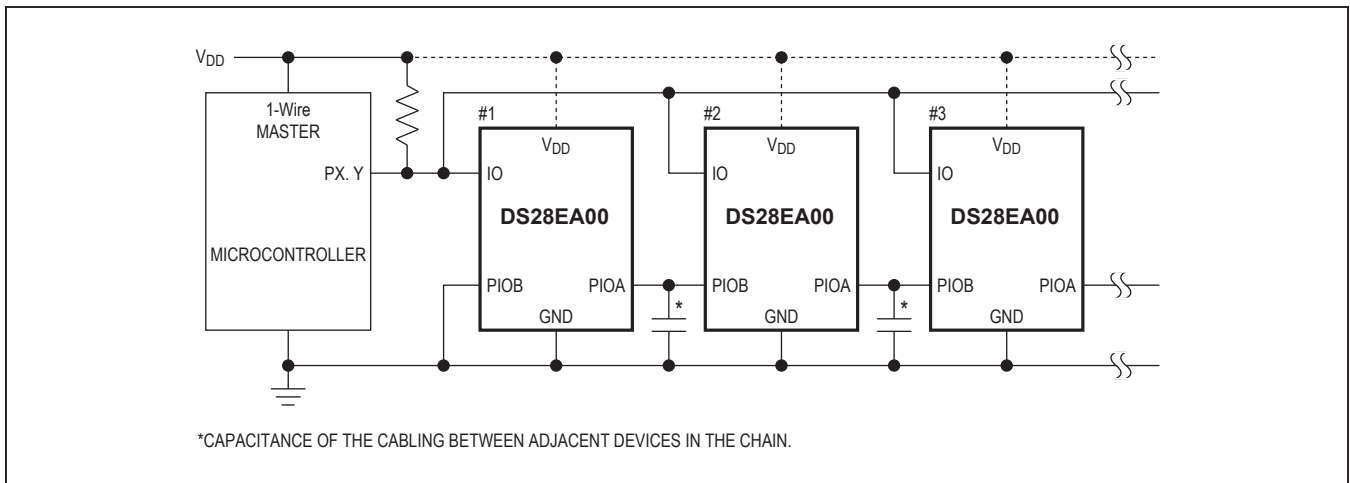 VDD
1-Wire
MASTER
PX. Y
MICROCONTROLLER
#1
VDD
IO
DS28EA00
PIOB
PIOA
GND
*
#2
VDD
IO
DS28EA00
PIOB
PIOA
GND
*
#3
VDD
IO
DS28EA00
PIOB
PIOA
GND
*CAPACITANCE OF THE CABLING BETWEEN ADJACENT DEVICES IN THE CHAIN.